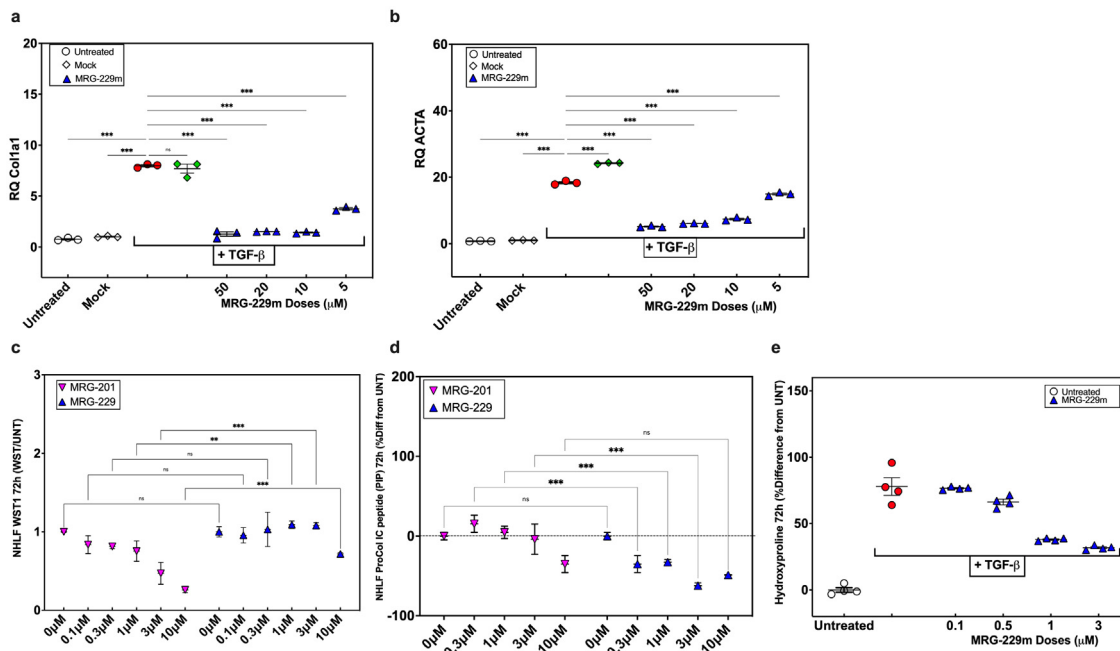 a
20
15
10
5
0
RQ Col1a1
Untreated
Mock
MRG-229m
***
***
***
***
***
***
***
ns
+ TGF-β
Untreated
Mock
50
20
10
5
MRG-229m Doses (μM)
b
60
40
20
0
RQ ACTA
Untreated
Mock
MRG-229m
***
***
***
***
***
***
***
***
+ TGF-β
Untreated
Mock
50
20
10
5
MRG-229m Doses (μM)
c
3
2
1
0
NHLF WST1 72h (WST/UNT)
MRG-201
MRG-229
***
**
ns
ns
ns
***
0μM
0.1μM
0.3μM
1μM
3μM
10μM
0μM
0.1μM
0.3μM
1μM
3μM
10μM
d
200
100
0
-100
NHLF ProCol IC peptide (PIP) 72h (%Diff from UNT)
MRG-201
MRG-229
ns
***
***
***
ns
0μM
0.3μM
1μM
3μM
10μM
0μM
0.3μM
1μM
3μM
10μM
e
150
100
50
0
Hydroxyproline 72h (%Difference from UNT)
Untreated
MRG-229m
+ TGF-β
Untreated
0.1
0.5
1
3
MRG-229m Doses (μM)